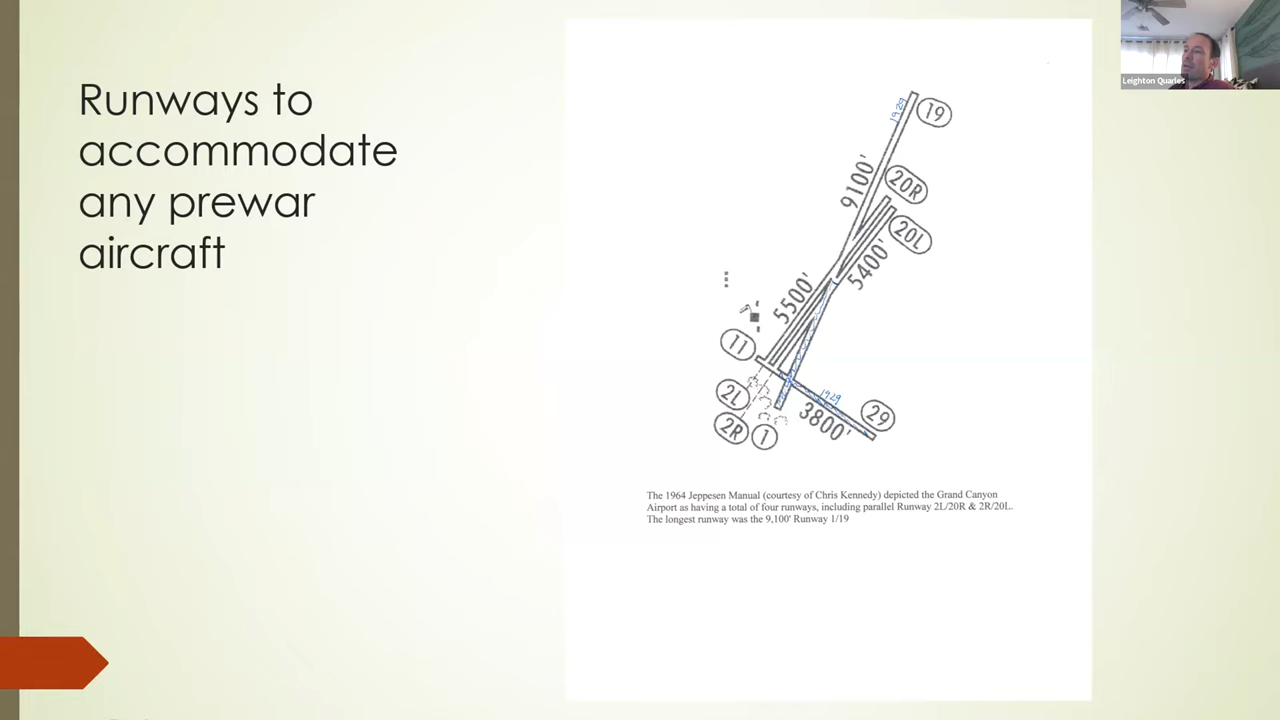 Runways to
accommodate
any prewar
aircraft
Leighton Quarles
1929
19
9100'
20R
20L
5400'
5500'
11
2L
2R
1
1929
3800'
29
The 1964 Jeppesen Manual (courtesy of Chris Kennedy) depicted the Grand Canyon
Airport as having a total of four runways, including parallel Runway 2L/20R & 2R/20L.
The longest runway was the 9,100' Runway 1/19